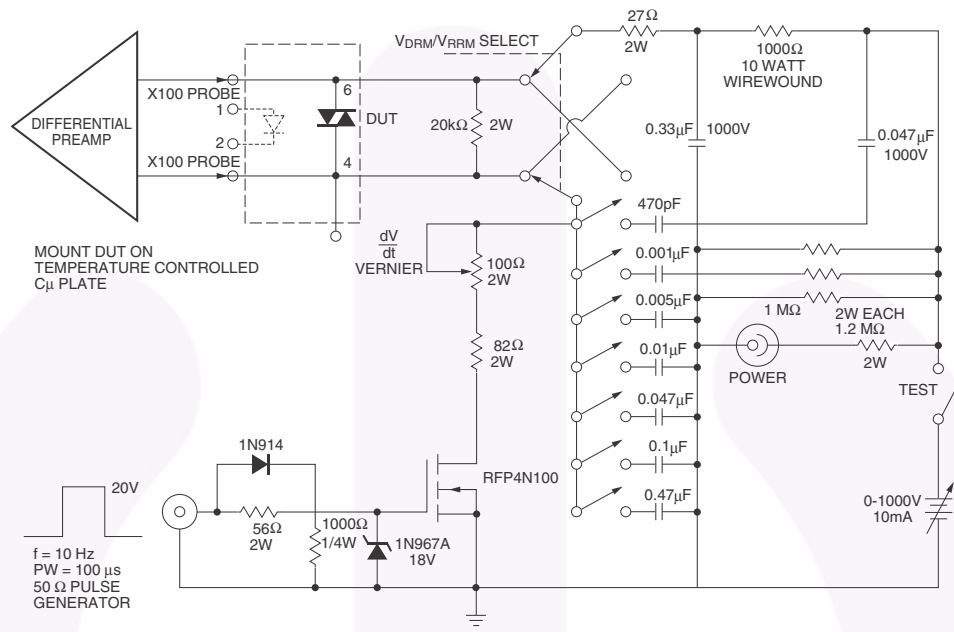 27Ω
2W
V_DRM/V_RRM SELECT
1000Ω
10 WATT
WIREWOUND
X100 PROBE
6
1
DIFFERENTIAL
PREAMP
DUT
20kΩ
2W
0.33μF
1000V
0.047μF
1000V
2
X100 PROBE
4
470pF
MOUNT DUT ON
TEMPERATURE CONTROLLED
Cμ PLATE
dV
dt
VERNIER
100Ω
2W
0.001μF
0.005μF
1 MΩ
2W EACH
1.2 MΩ
2W
82Ω
2W
0.01μF
POWER
TEST
0.047μF
1N914
RFP4N100
0.1μF
20V
0.47μF
0-1000V
10mA
56Ω
2W
1000Ω
1/4W
1N967A
18V
f = 10 Hz
PW = 100 μs
50 Ω PULSE
GENERATOR